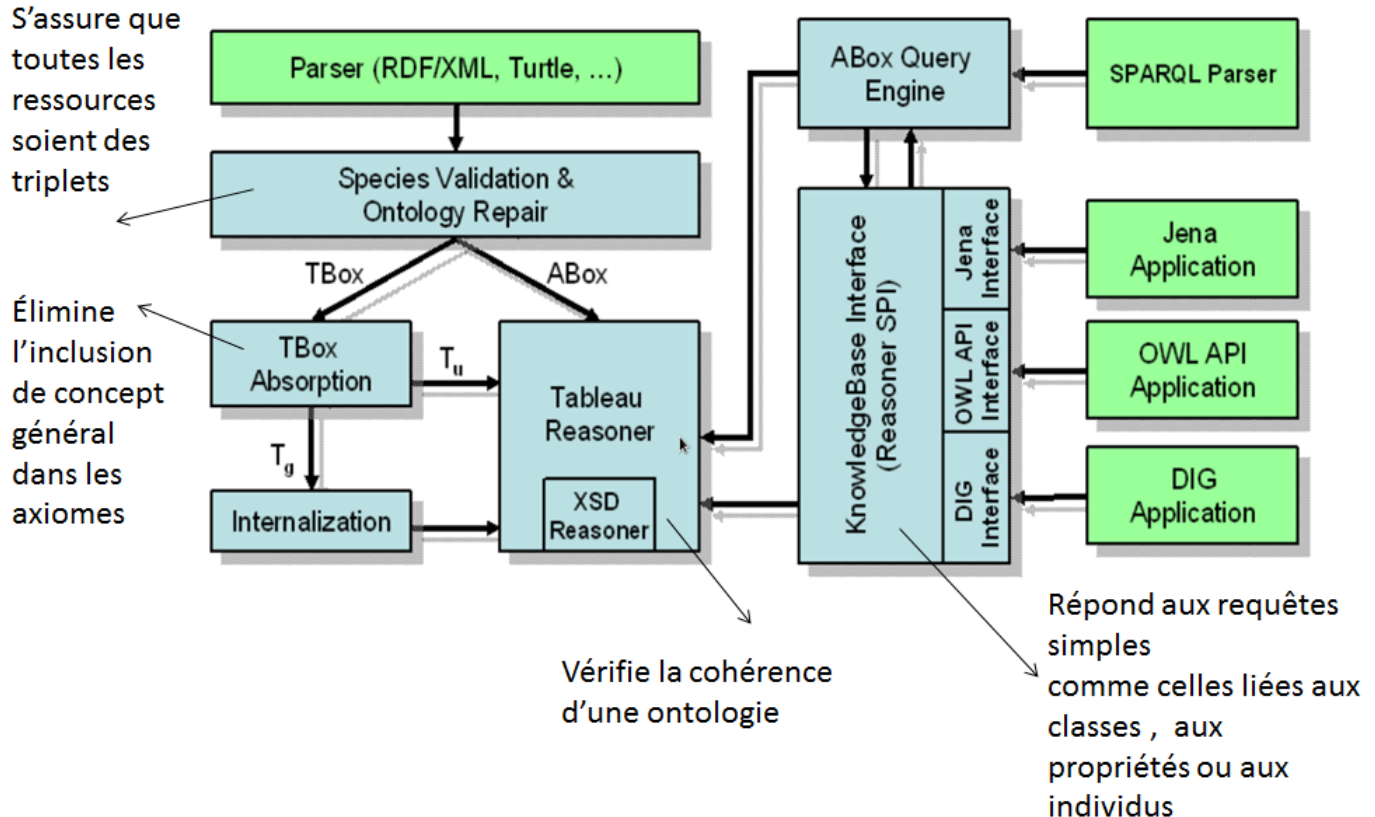 S’assure que
toutes les
ressources
soient des
triplets
Parser (RDF/XML, Turtle, ...)
Species Validation &
Ontology Repair
TBox
ABox
Élimine
l’inclusion
de concept
général
dans les
axiomes
TBox
Absorption
Tu
Tg
Internalization
Tableau
Reasoner
XSD
Reasoner
Vérifie la cohérence
d’une ontologie
ABox Query
Engine
SPARQL Parser
KnowledgeBase Interface
(Reasoner SPI)
Jena
Interface
OWL API
Interface
DIG
Interface
Jena
Application
OWL API
Application
DIG
Application
Répond aux requêtes
simples
comme celles liées aux
classes , aux
propriétés ou aux
individus